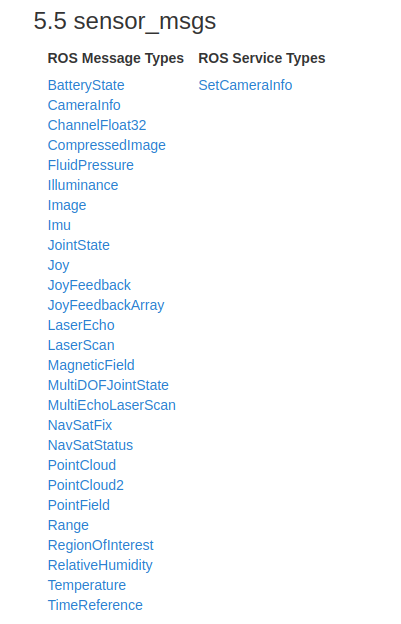 5.5 sensor_msgs
ROS Message Types ROS Service Types
BatteryState SetCameraInfo
CameraInfo
ChannelFloat32
CompressedImage
FluidPressure
Illuminance
Image
Imu
JointState
Joy
JoyFeedback
JoyFeedbackArray
LaserEcho
LaserScan
MagneticField
MultiDOFJointState
MultiEchoLaserScan
NavSatFix
NavSatStatus
PointCloud
PointCloud2
PointField
Range
RegionOfInterest
RelativeHumidity
Temperature
TimeReference